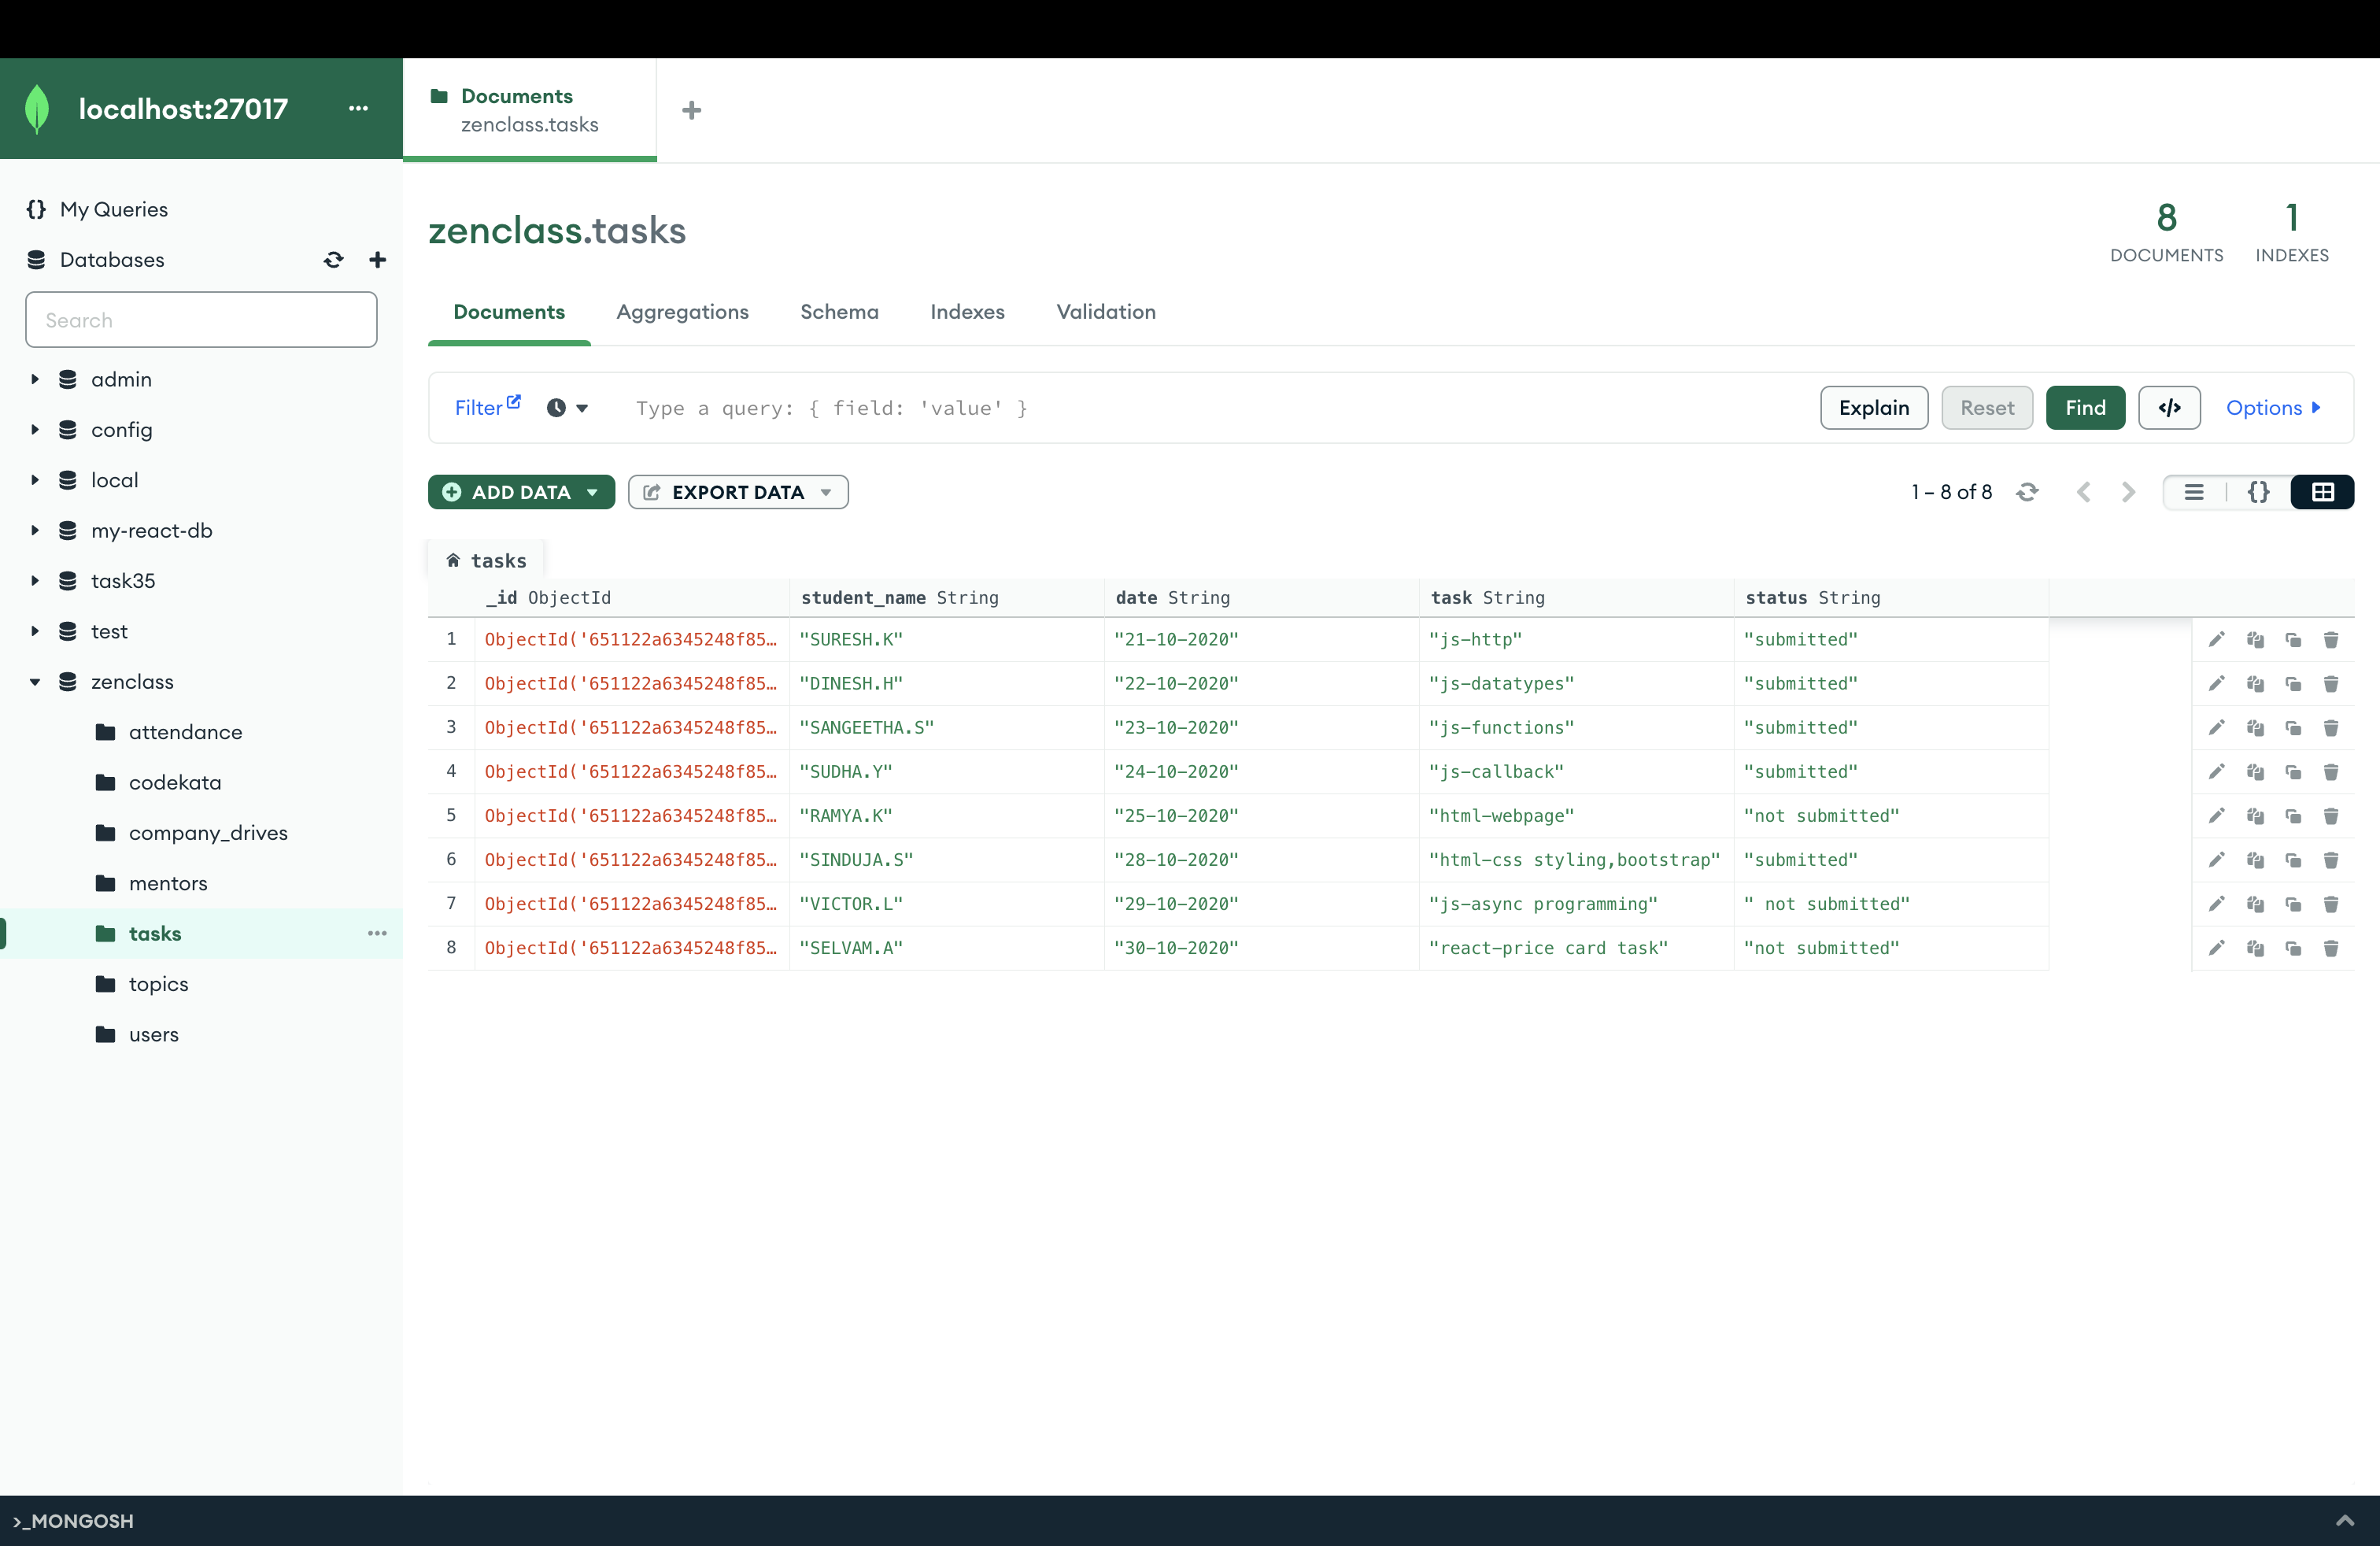 localhost:27017
Documents
zenclass.tasks
My Queries
Databases
Search
admin
config
local
my-react-db
task35
test
zenclass
attendance
codekata
company_drives
mentors
tasks
topics
users
zenclass.tasks
8 1
DOCUMENTS INDEXES
Documents Aggregations Schema Indexes Validation
Filter Type a query: { field: 'value' } Explain Reset Find </> Options
ADD DATA EXPORT DATA 1 – 8 of 8 {}
tasks
_id ObjectId student_name String date String task String status String
1 ObjectId('651122a6345248f85… "SURESH.K" "21-10-2020" "js-http" "submitted"
2 ObjectId('651122a6345248f85… "DINESH.H" "22-10-2020" "js-datatypes" "submitted"
3 ObjectId('651122a6345248f85… "SANGEETHA.S" "23-10-2020" "js-functions" "submitted"
4 ObjectId('651122a6345248f85… "SUDHA.Y" "24-10-2020" "js-callback" "submitted"
5 ObjectId('651122a6345248f85… "RAMYA.K" "25-10-2020" "html-webpage" "not submitted"
6 ObjectId('651122a6345248f85… "SINDUJA.S" "28-10-2020" "html-css styling,bootstrap" "submitted"
7 ObjectId('651122a6345248f85… "VICTOR.L" "29-10-2020" "js-async programming" " not submitted"
8 ObjectId('651122a6345248f85… "SELVAM.A" "30-10-2020" "react-price card task" "not submitted"
>_MONGOSH